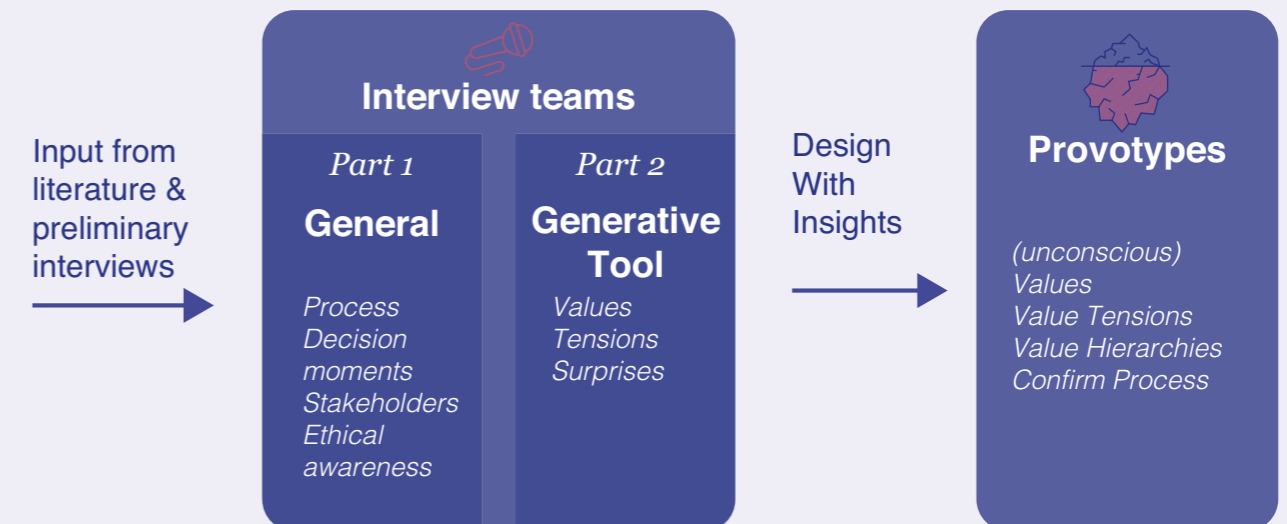 Input from
literature &
preliminary
interviews
Interview teams
Part 1
General
Process
Decision
moments
Stakeholders
Ethical
awareness
Part 2
Generative
Tool
Values
Tensions
Surprises
Design
With
Insights
Provotypes
(unconscious)
Values
Value Tensions
Value Hierarchies
Confirm Process